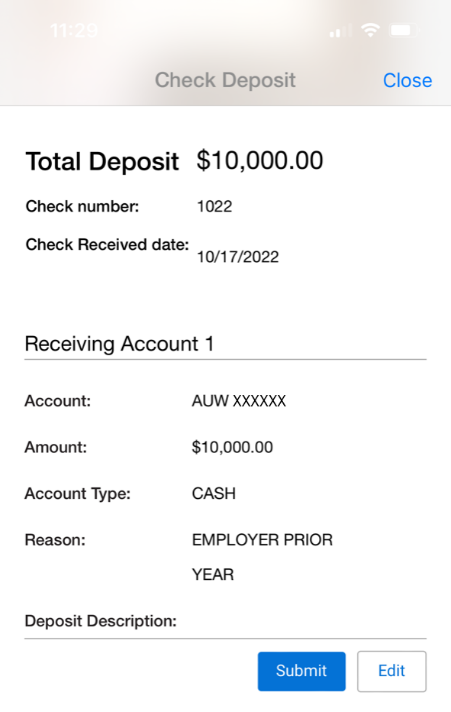 11:29
Check Deposit Close
Total Deposit $10,000.00
Check number: 1022
Check Received date: 10/17/2022
Receiving Account 1
Account: AUW XXXXXX
Amount: $10,000.00
Account Type: CASH
Reason: EMPLOYER PRIOR
YEAR
Deposit Description:
Submit Edit